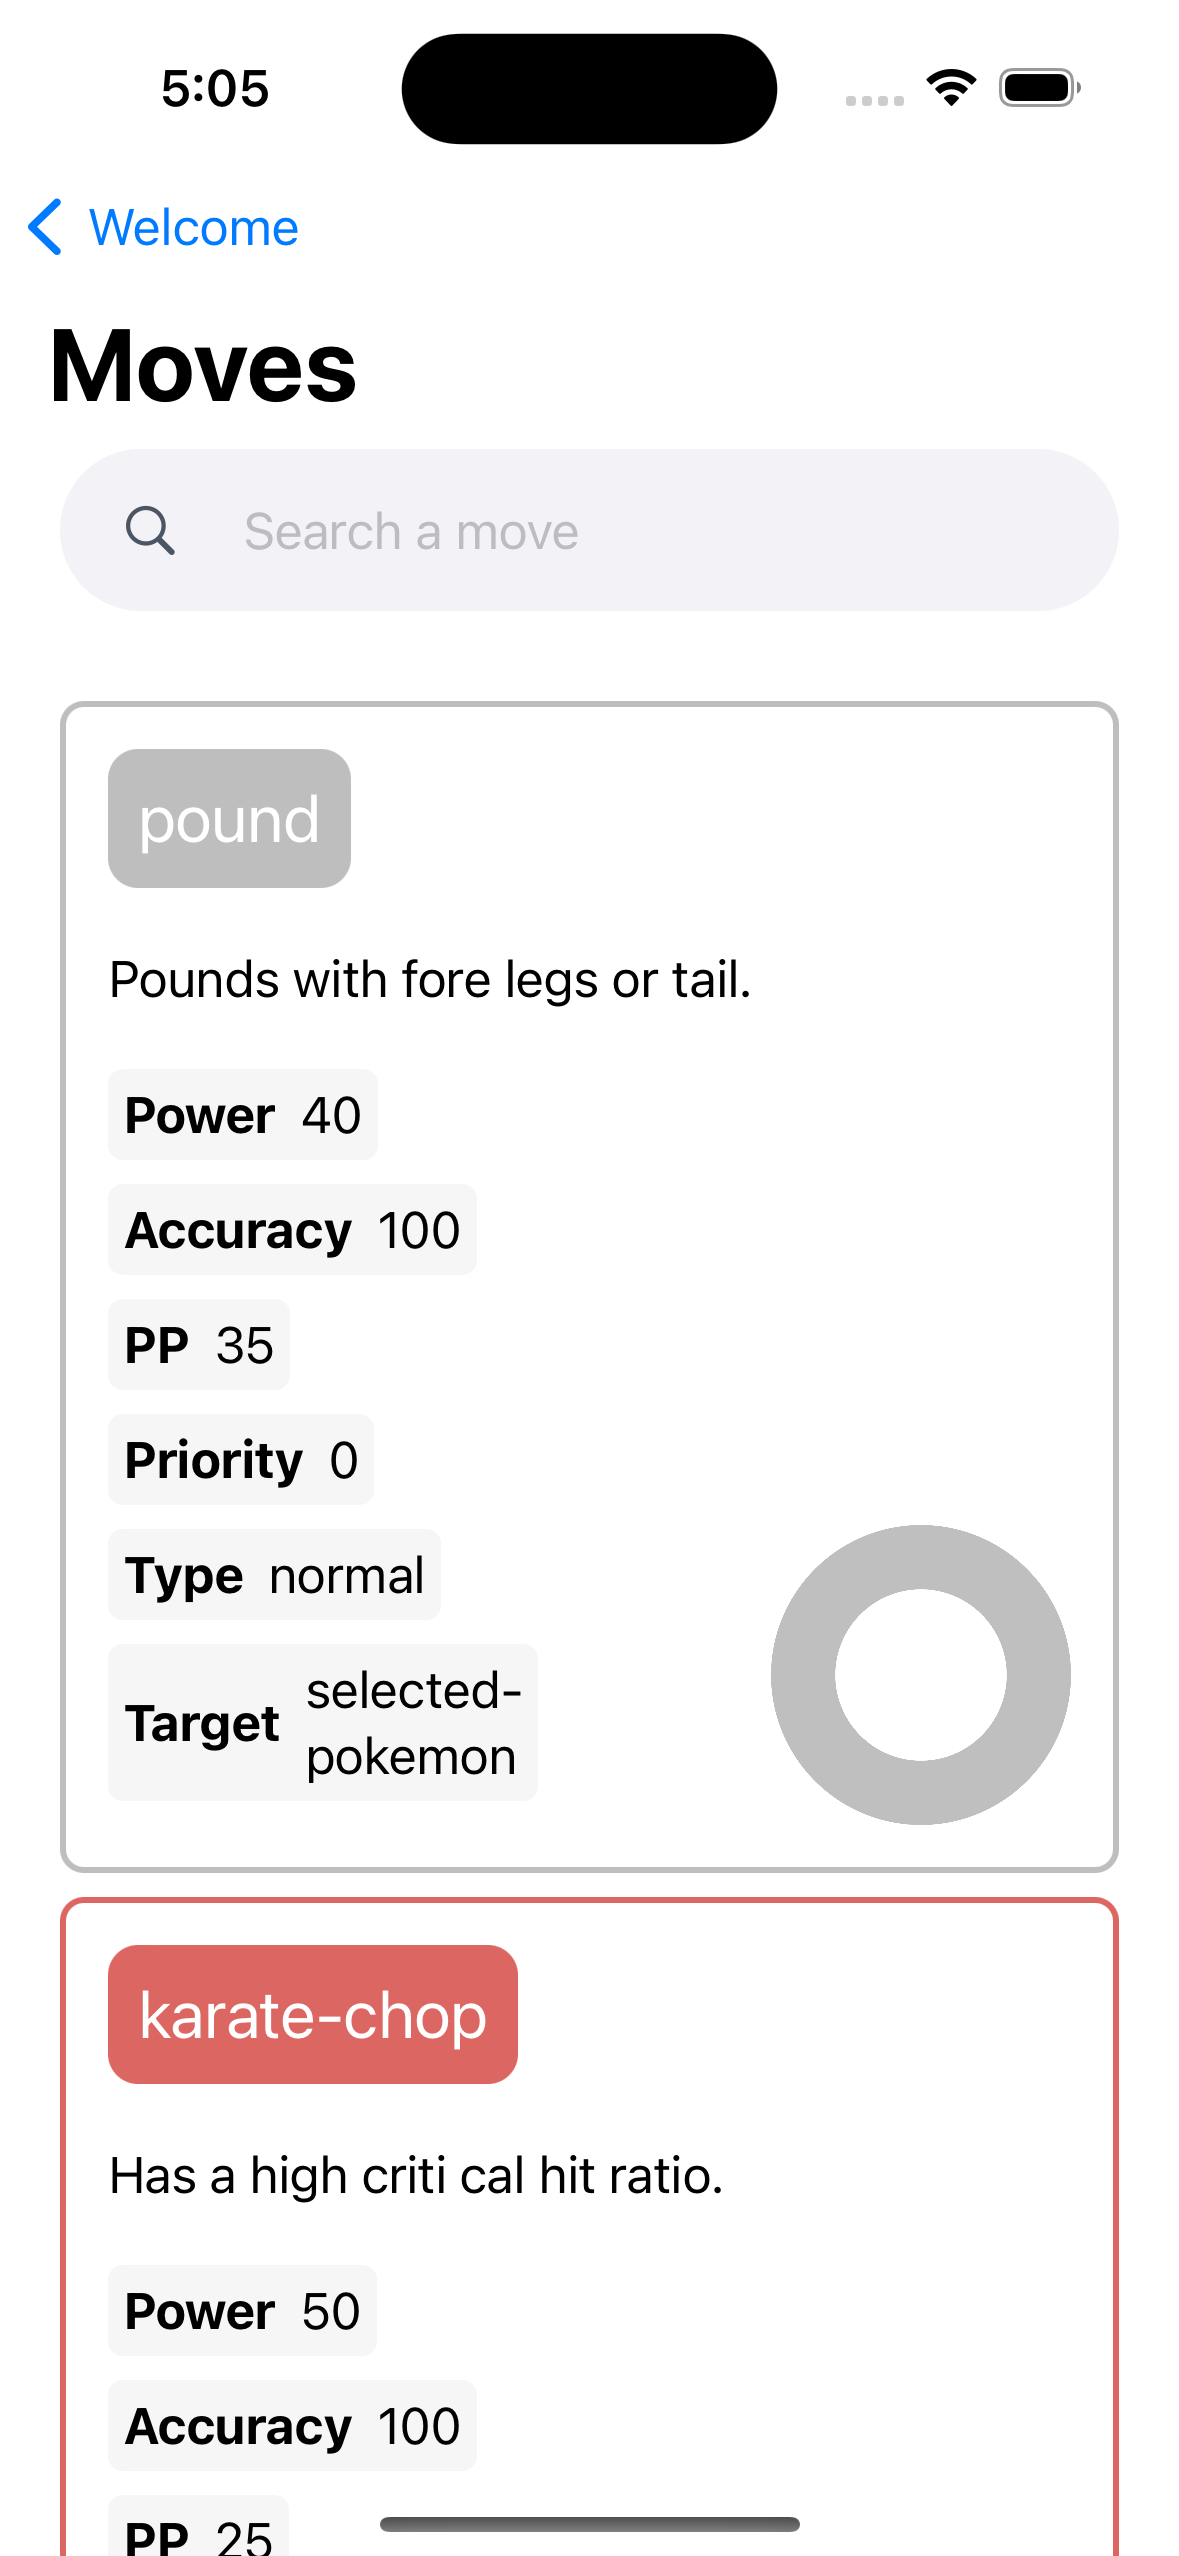 5:05
Welcome
Moves
Search a move
pound
Pounds with fore legs or tail.
Power 40
Accuracy 100
PP 35
Priority 0
Type normal
Target selected-
pokemon
karate-chop
Has a high criti cal hit ratio.
Power 50
Accuracy 100
PP 25